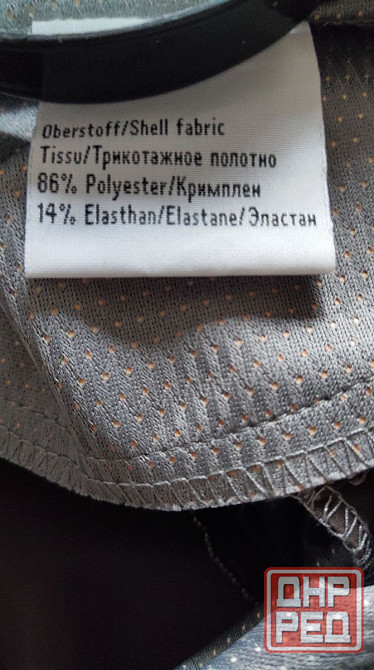 Oberstoff/Shell fabric
Tissu/Трикотажное полотно
86% Polyester/Кримплен
14% Elasthan/Elastane/Эластан
ДНР
РЕД